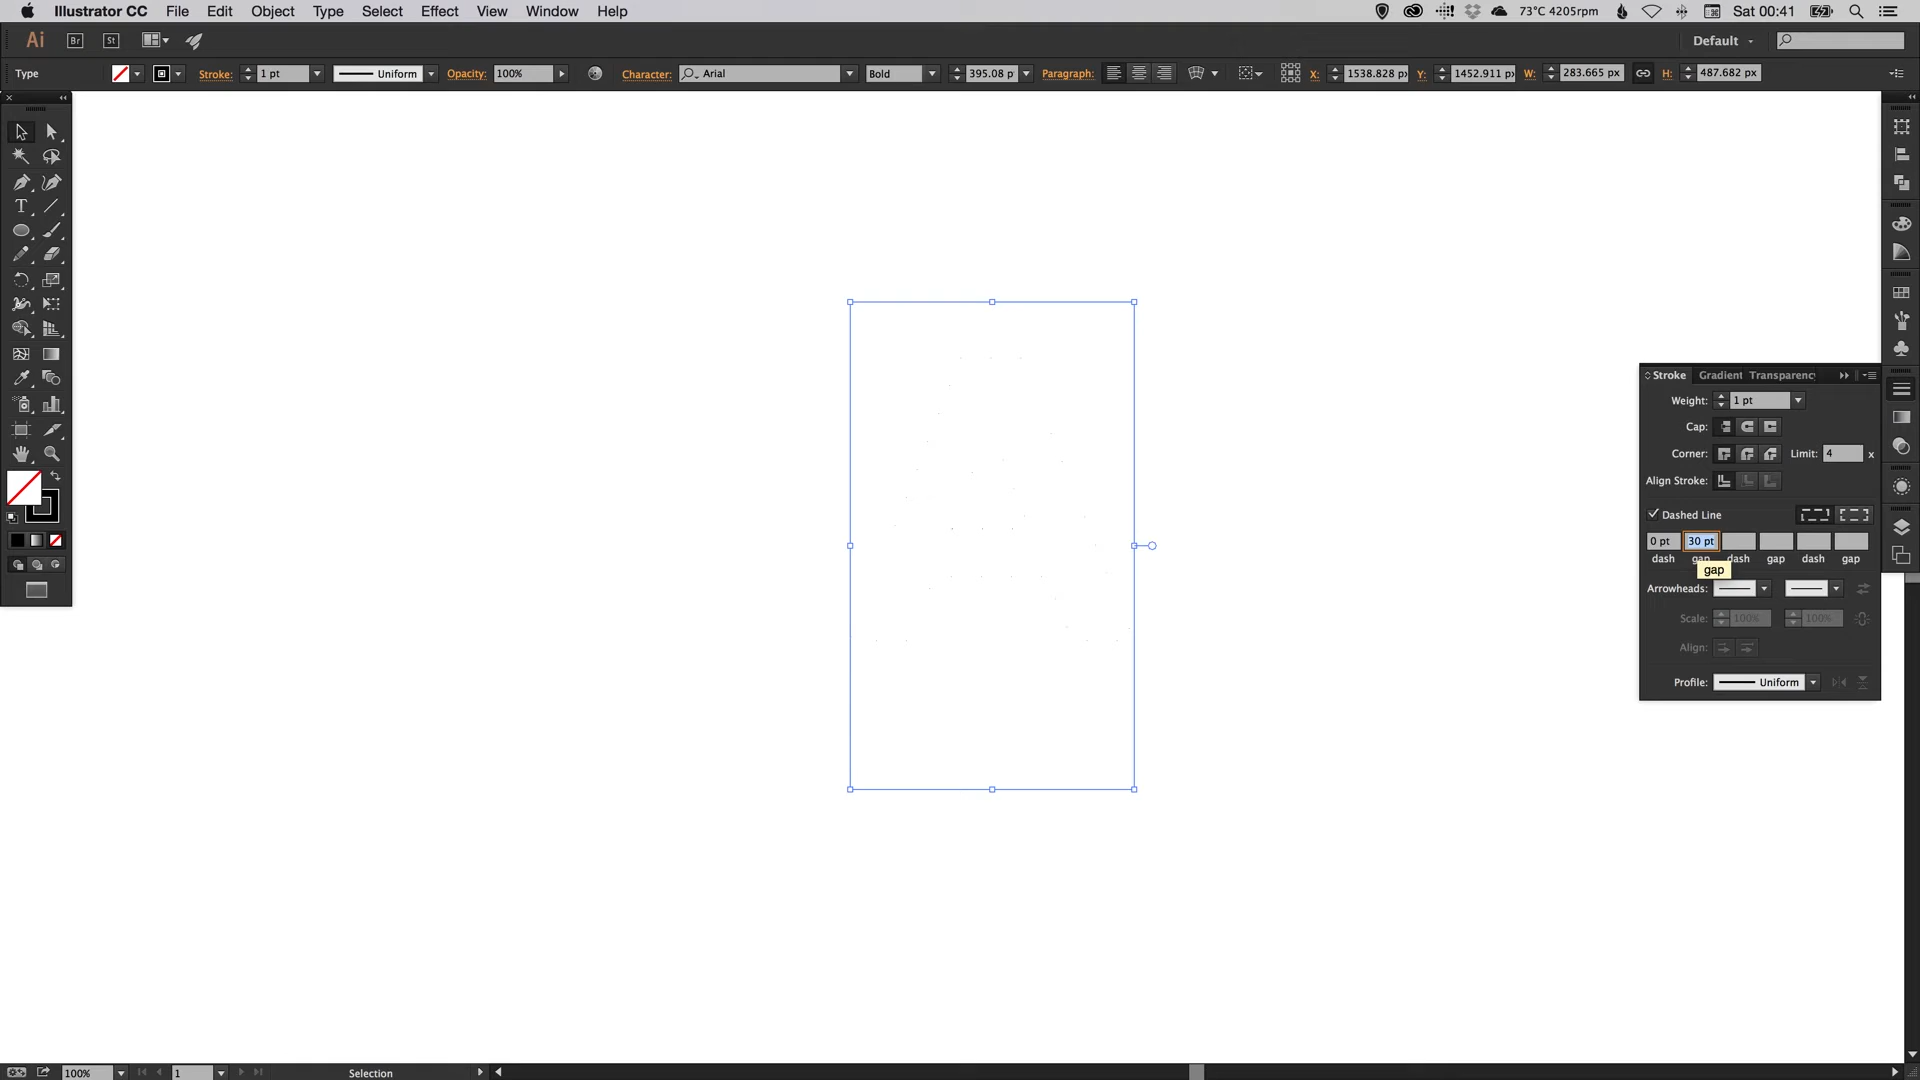 Illustrator CC File Edit Object Type Select Effect View Window Help 73°C 4205rpm Sat 00:41
Ai Br St Default
Type Stroke: 1 pt Uniform Opacity: 100% Character: Arial Bold 395.08 p Paragraph: X: 1538.828 px Y: 1452.911 px W: 283.665 px H: 487.682 px
T
Stroke Gradient Transparency
Weight: 1 pt
Cap:
Corner: Limit: 4 x
Align Stroke:
Dashed Line
0 pt 30 pt
dash gap dash gap dash gap
gap
Arrowheads:
Scale: 100% 100%
Align:
Profile: Uniform
100% 1 Selection